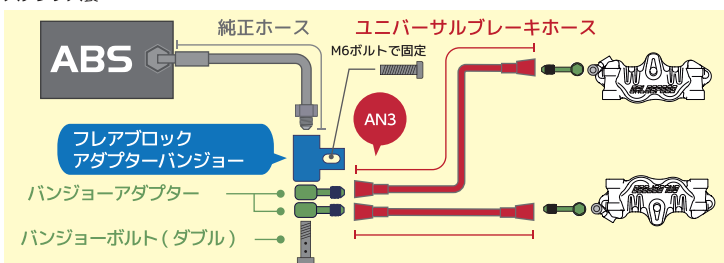 純正ホース
ユニバーサルブレーキホース
M6ボルトで固定
ABS
AN3
フレアブロック
アダプターバンジョー
バンジョーアダプター
バンジョーボルト(ダブル)